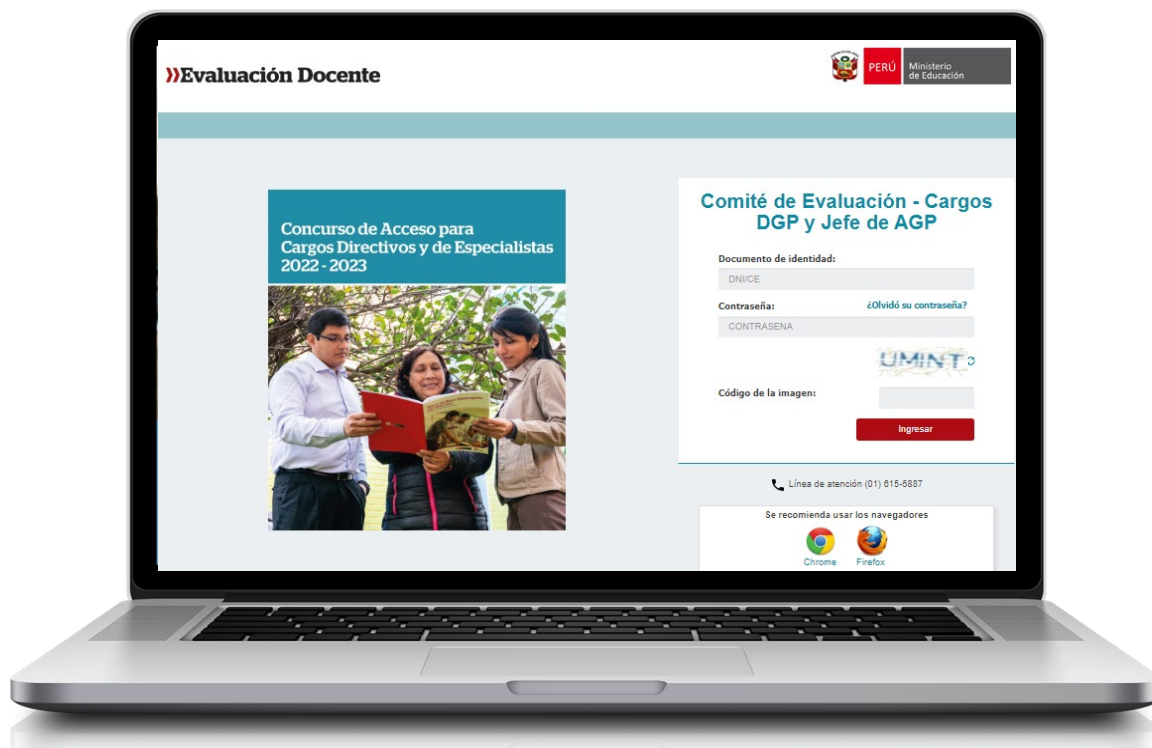 »Evaluación Docente
PERÚ
Ministerio
de Educación
Concurso de Acceso para
Cargos Directivos y de Especialistas
2022 - 2023
Comité de Evaluación - Cargos
DGP y Jefe de AGP
Documento de identidad:
DNI/CE
Contraseña:
¿Olvidó su contraseña?
CONTRASENA
UMINT
Código de la imagen:
Ingresar
Línea de atención (01) 615-5887
Se recomienda usar los navegadores
Chrome
Firefox